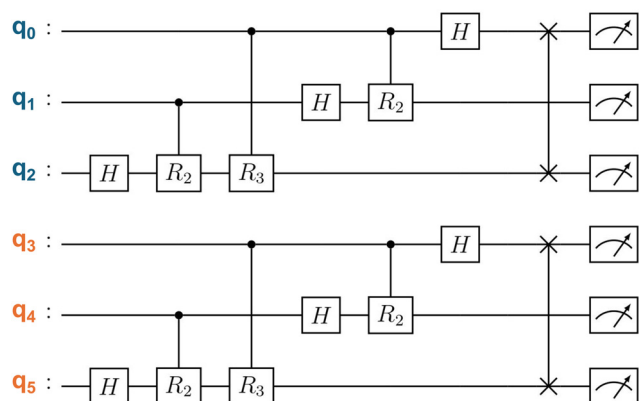 q₀ : H
q₁ : H R₂
q₂ : H R₂ R₃
q₃ : H
q₄ : H R₂
q₅ : H R₂ R₃